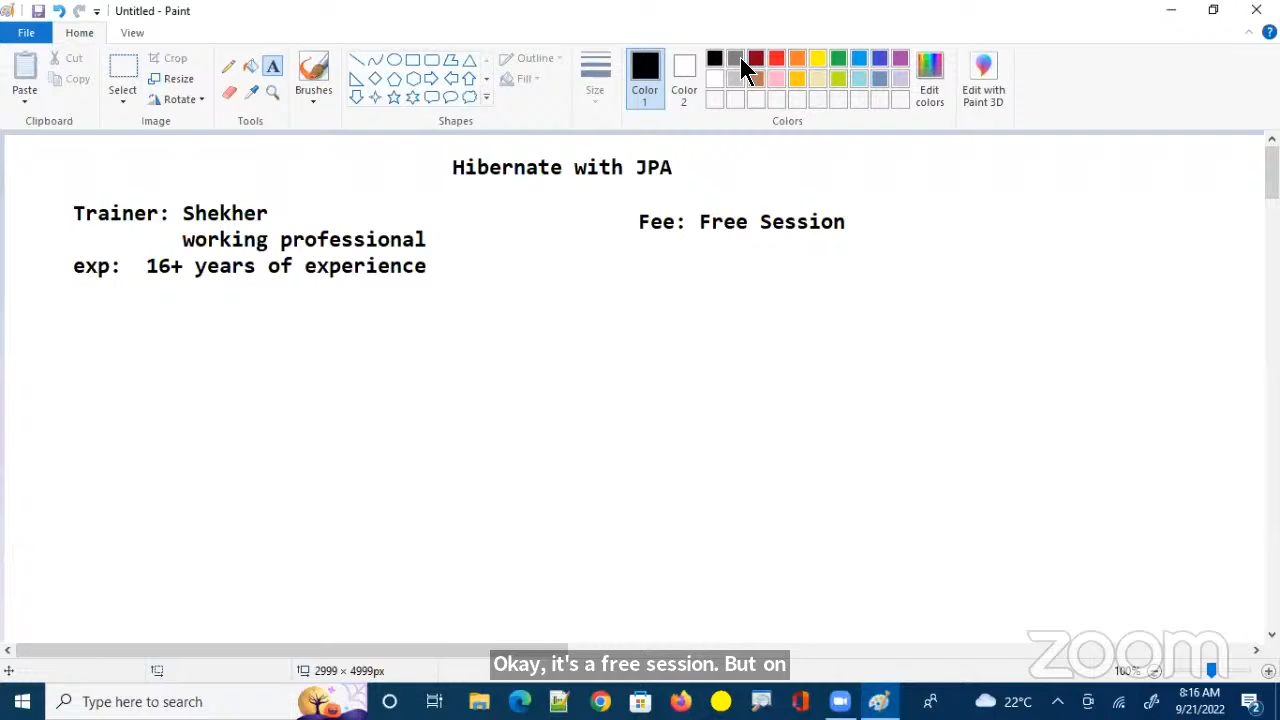 Untitled - Paint
File Home View
Paste
Cut
Copy
Clipboard
Select
Crop
Resize
Rotate
Image
Tools
Brushes
Shapes
Outline
Fill
Size
Color 1
Color 2
Colors
Edit colors
Edit with Paint 3D
Hibernate with JPA
Trainer: Shekher
working professional
exp: 16+ years of experience
Fee: Free Session
zoom
Okay, it's a free session. But on
2999 × 4999px
100%
Type here to search
22°C
8:16 AM
9/21/2022
2